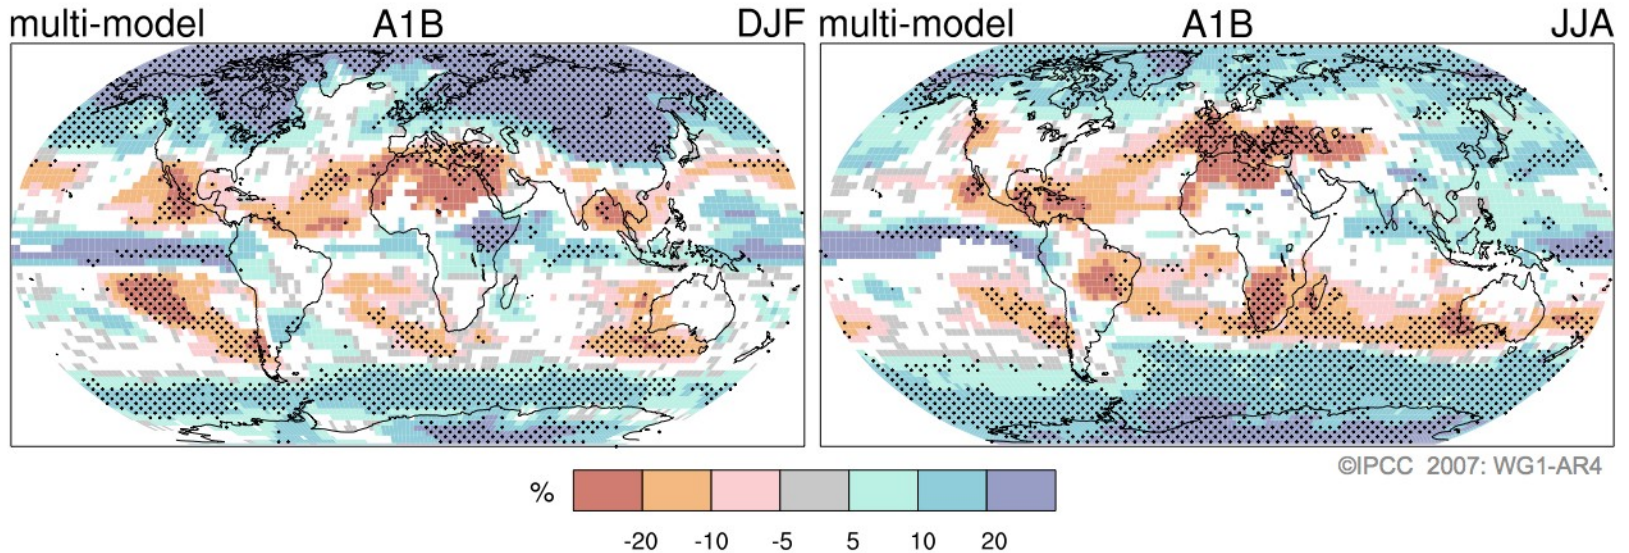 multi-model A1B DJF
multi-model A1B JJA
©IPCC 2007: WG1-AR4
%
-20 -10 -5 5 10 20